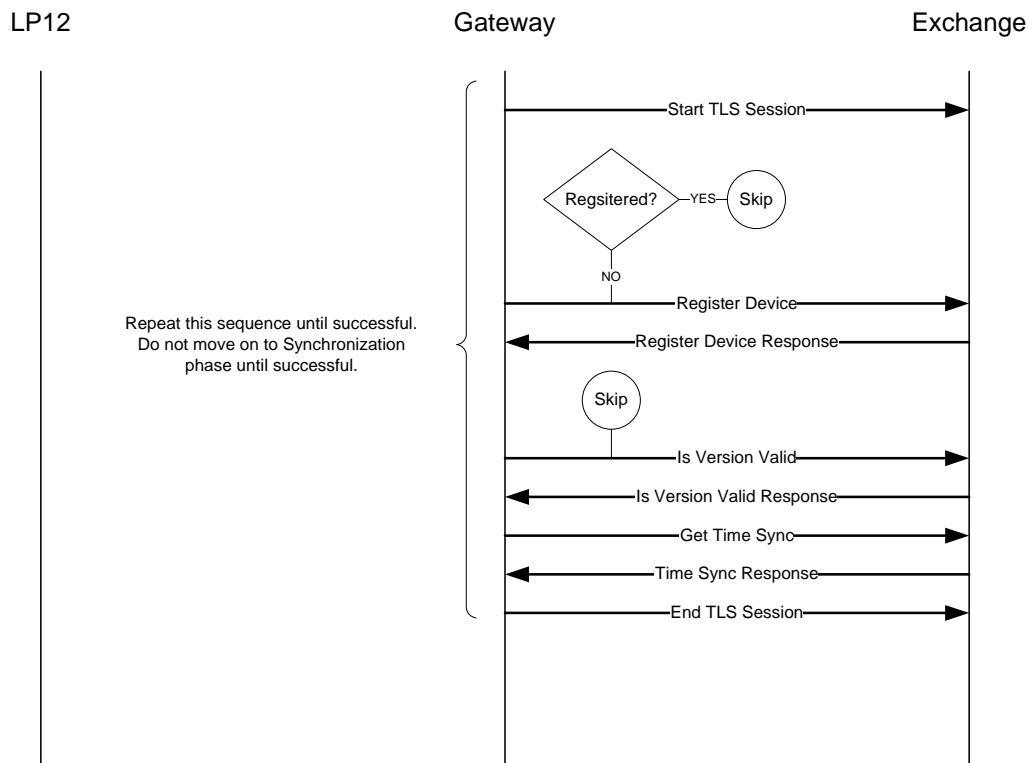 LP12
Gateway
Exchange
Start TLS Session
Regsitered?
YES
Skip
NO
Register Device
Repeat this sequence until successful.
Do not move on to Synchronization
phase until successful.
Register Device Response
Skip
Is Version Valid
Is Version Valid Response
Get Time Sync
Time Sync Response
End TLS Session